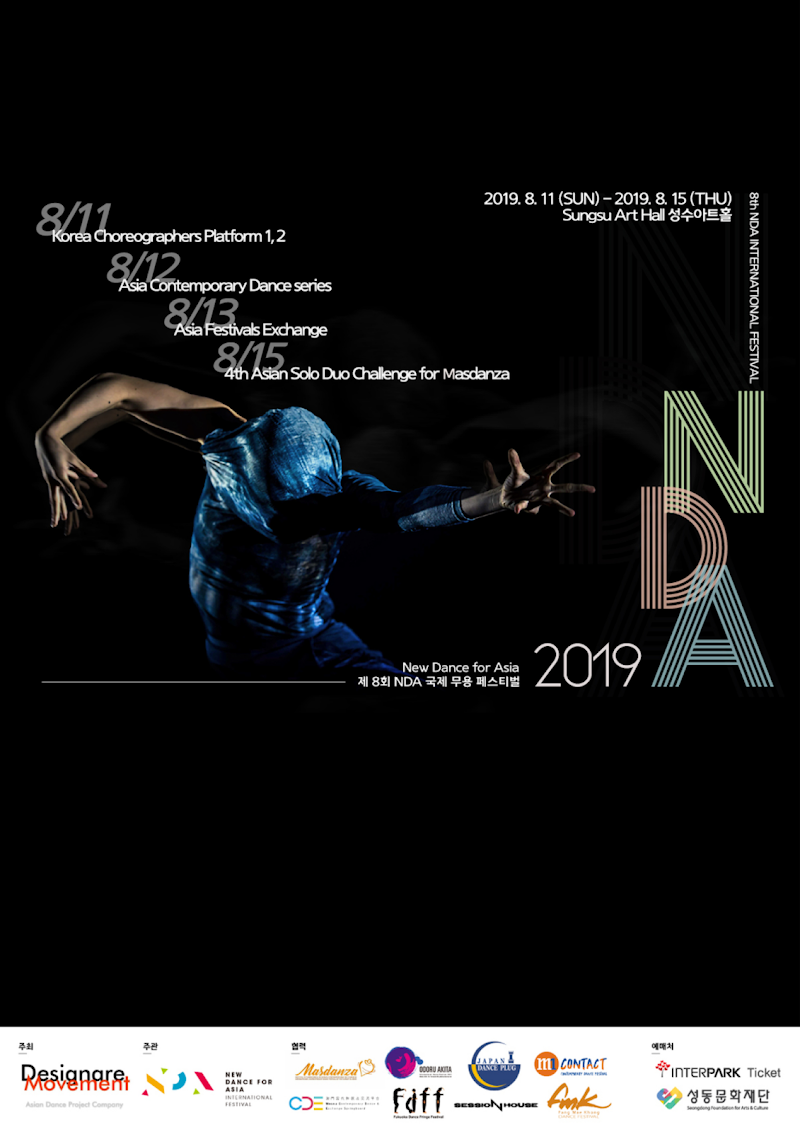 2019. 8. 11 (SUN) – 2019. 8. 15 (THU)
Sungsu Art Hall 성수아트홀
8th NDA INTERNATIONAL FESTIVAL
8/11
Korea Choreographers Platform 1, 2
8/12
Asia Contemporary Dance series
8/13
Asia Festivals Exchange
8/15
4th Asian Solo Duo Challenge for Masdanza
NDA
2019
New Dance for Asia
제 8회 NDA 국제 무용 페스티벌
주최
Designare
Movement
Asian Dance Project Company
주관
NDA
NEW
DANCE FOR
ASIA
INTERNATIONAL
FESTIVAL
협력
Masdanza
ODORU AKITA
JAPAN
DANCE PLUG
M1 CONTACT
CDE
Fdff
Fukuoka Dance Fringe Festival
SESSION HOUSE
fmk
예매처
INTERPARK Ticket
성동문화재단
Seongdong Foundation for Arts & Culture